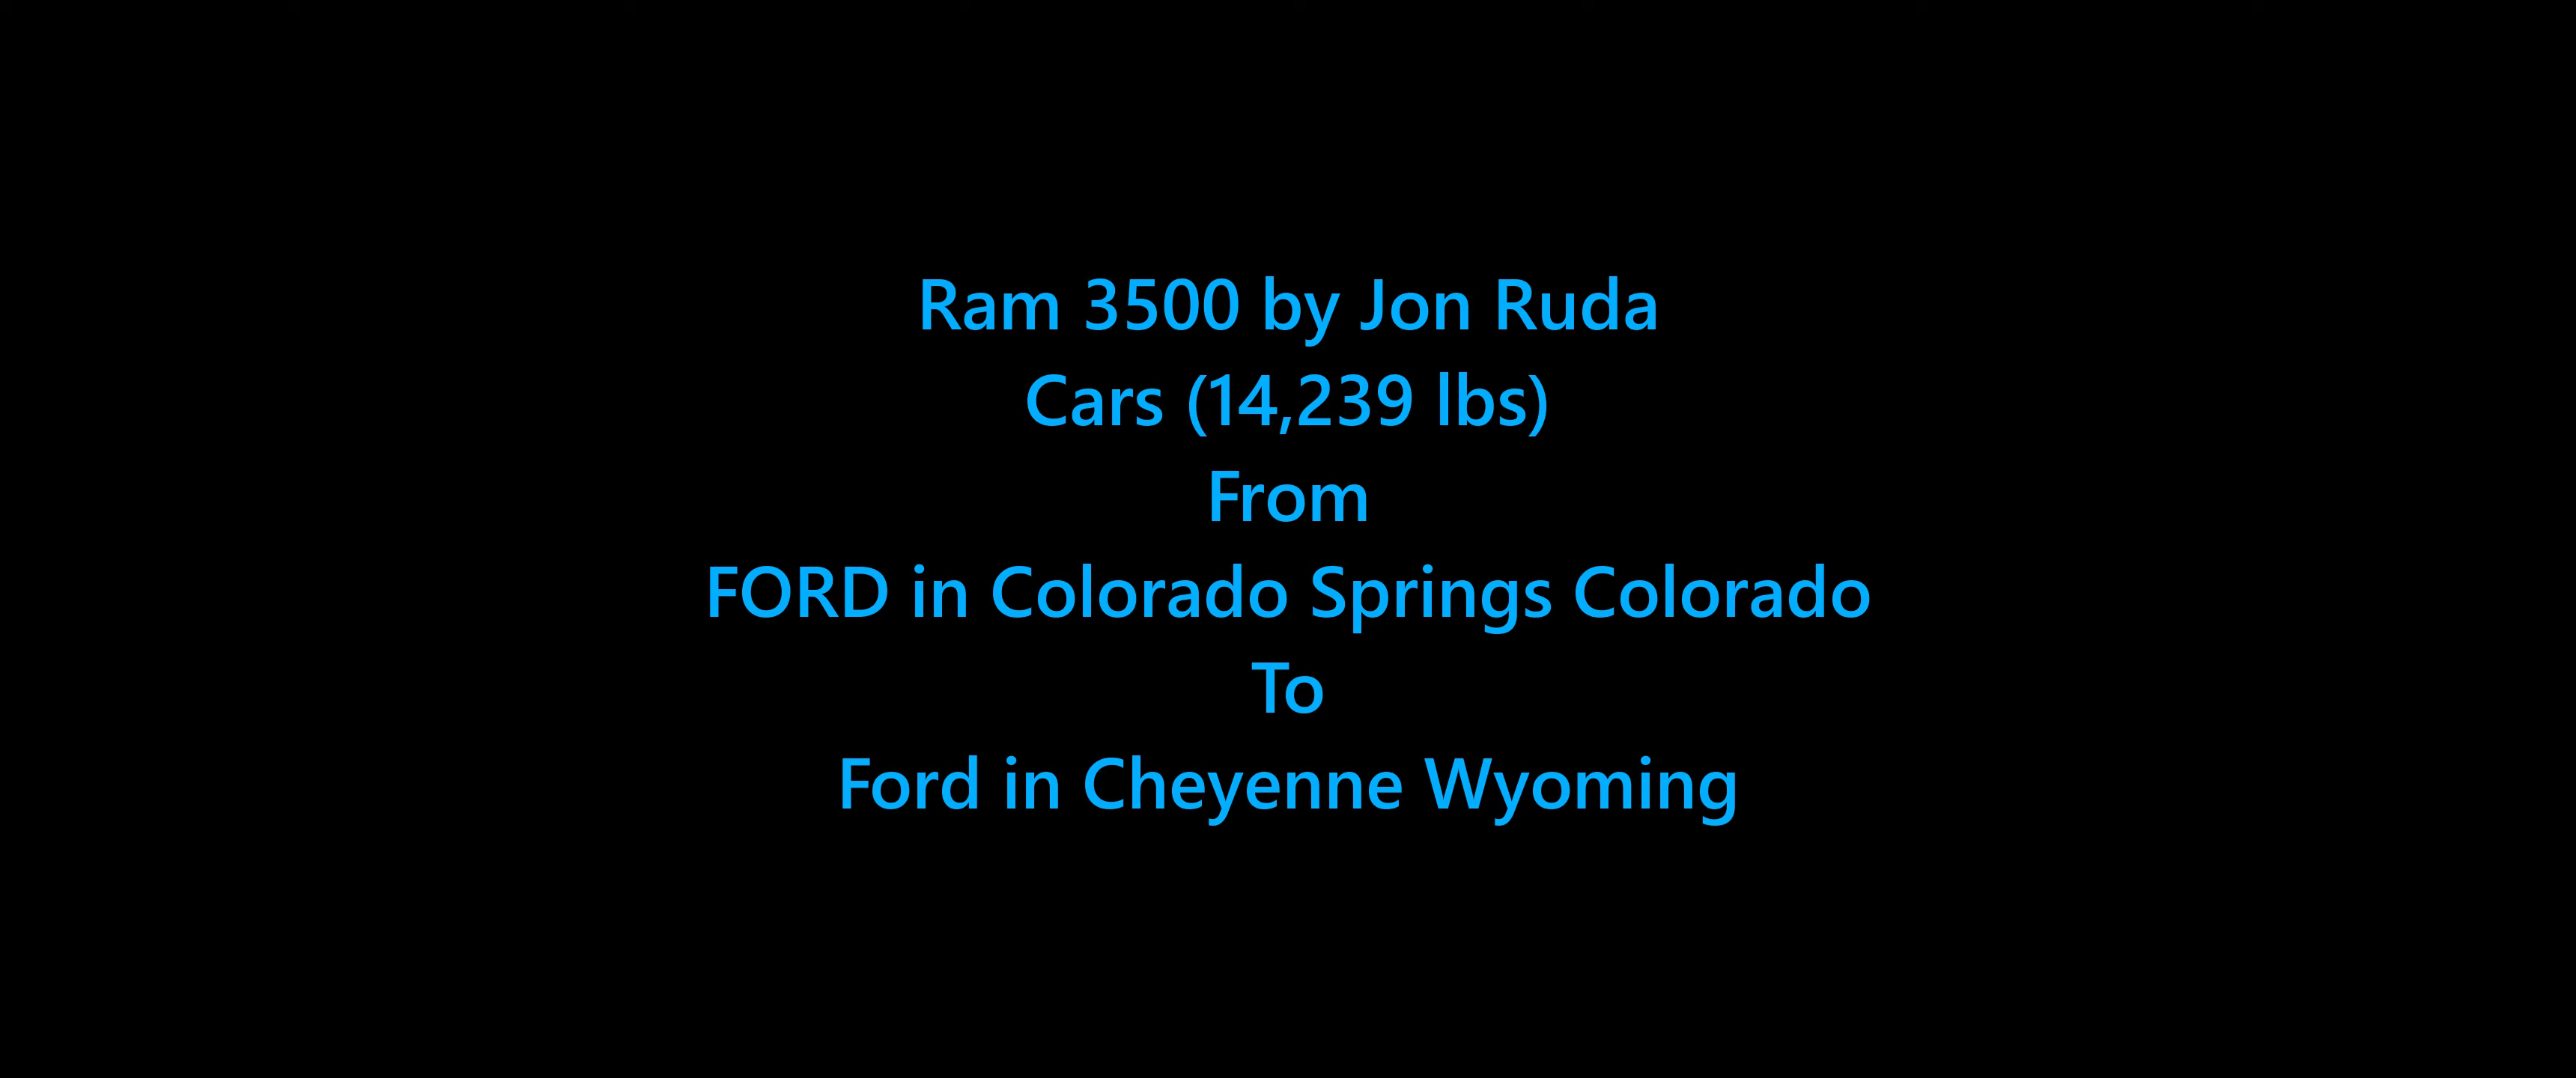 Ram 3500 by Jon Ruda
Cars (14,239 lbs)
From
FORD in Colorado Springs Colorado
To
Ford in Cheyenne Wyoming